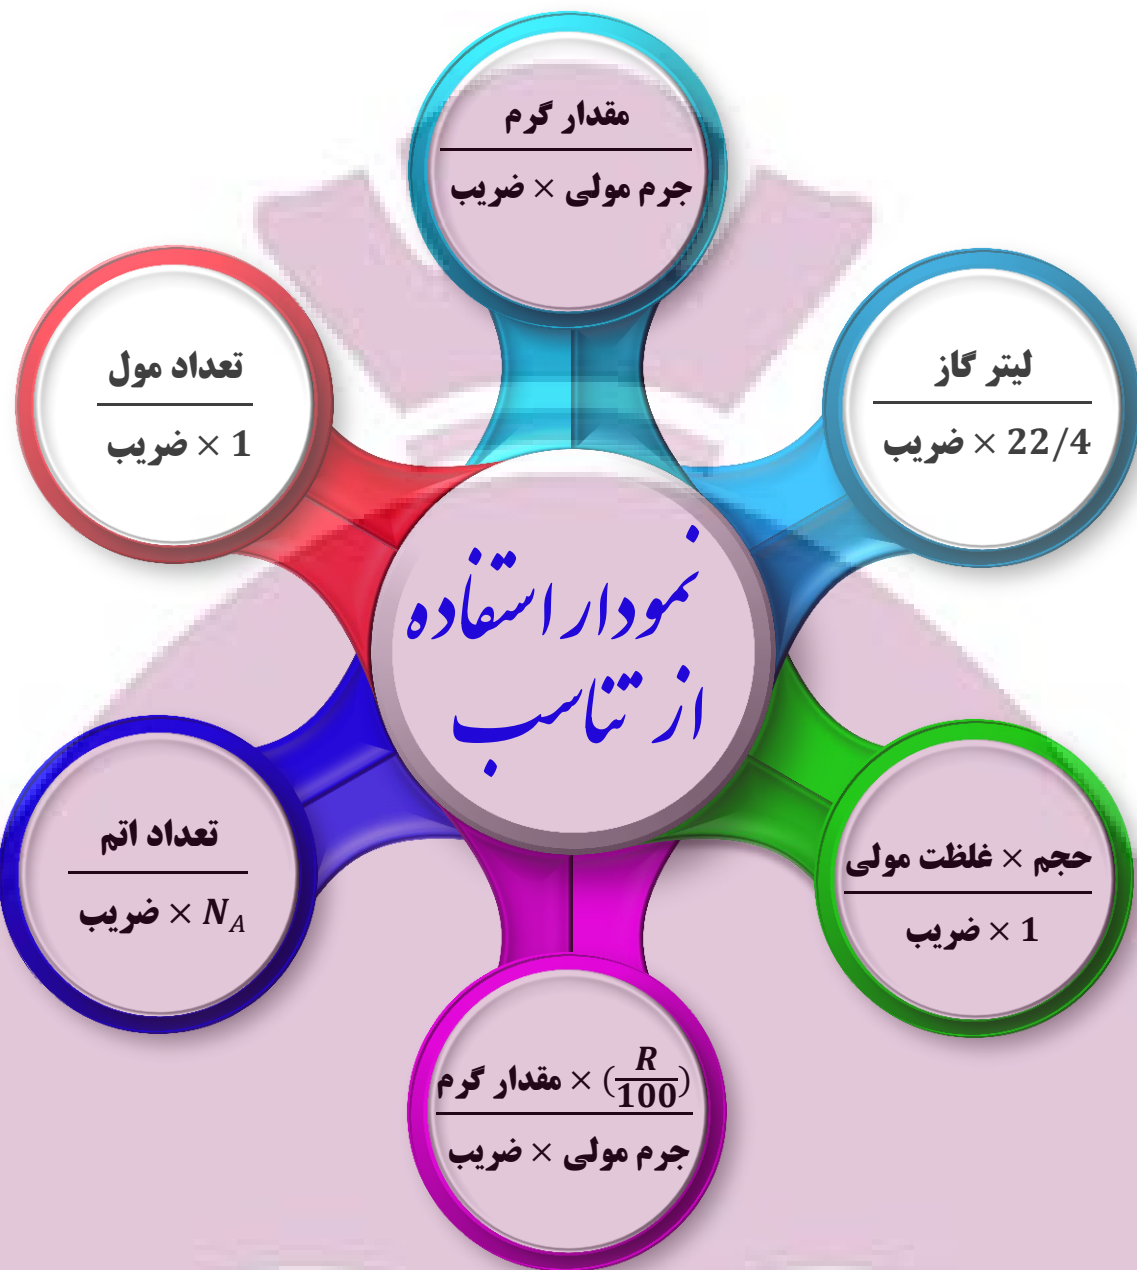 مقدار گرم
جرم مولی × ضریب
لیتر گاز
22/4 × ضریب
تعداد مول
1 × ضریب
نمودار استفاده
از تناسب
حجم × غلظت مولی
1 × ضریب
تعداد اتم
N_A × ضریب
(R/100) × مقدار گرم
جرم مولی × ضریب